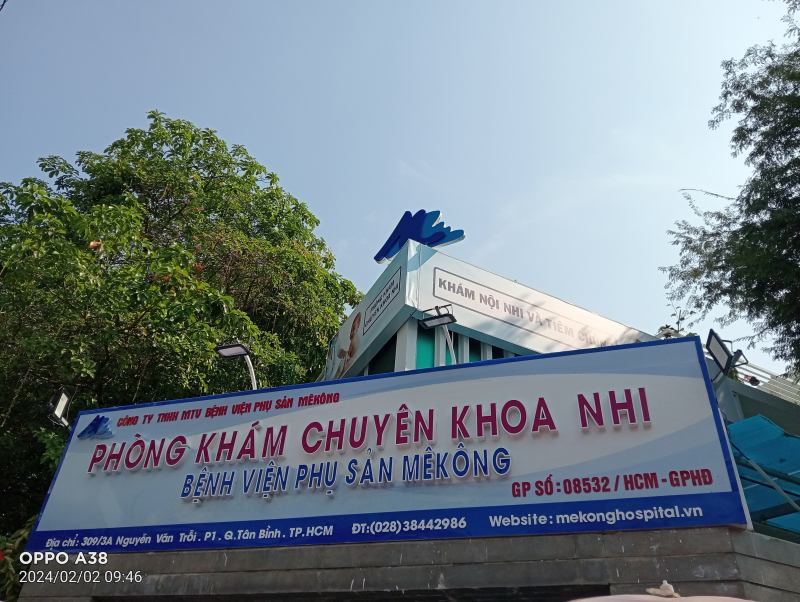 KHÁM NỘI NHI VÀ TIÊM
CÔNG TY TNHH MTV BỆNH VIỆN PHỤ SẢN MÊKÔNG
PHÒNG KHÁM CHUYÊN KHOA NHI
BỆNH VIỆN PHỤ SẢN MÊKÔNG
GP SỐ : 08532 / HCM - GPHĐ
Địa chỉ : 309/3A Nguyễn Văn Trỗi . P1 . Q.Tân Bình . TP.HCM ĐT:(028)38442986 Website: mekonghospital.vn
OPPO A38
2024/02/02 09:46